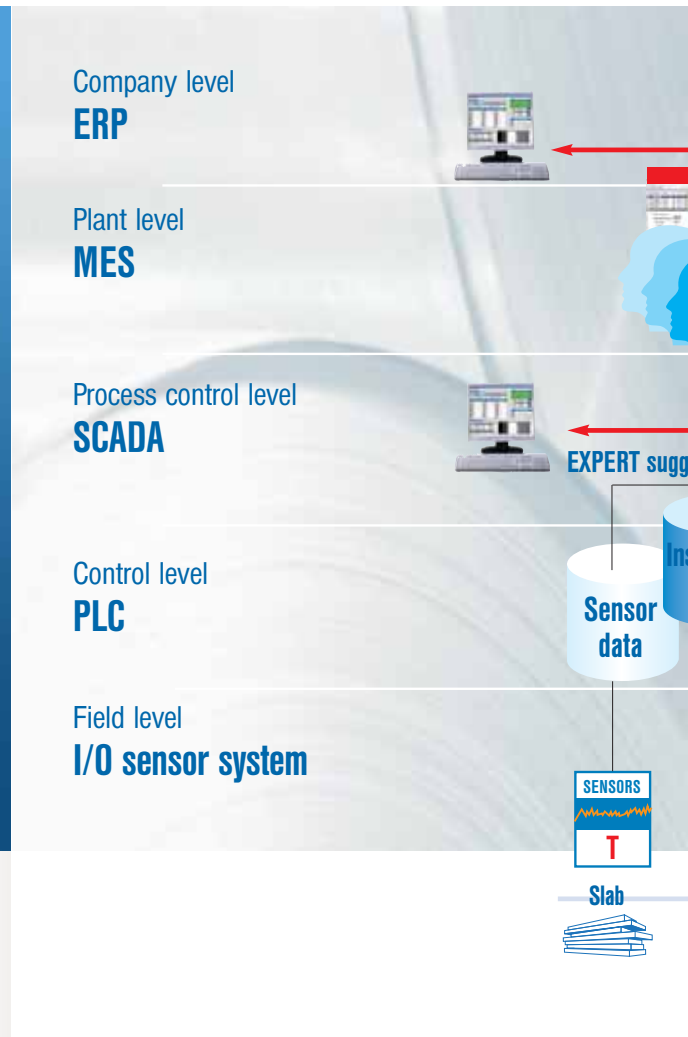 Company level
ERP
Plant level
MES
Process control level
SCADA
EXPERT
Control level
PLC
Sensor
data
Field level
I/O sensor system
SENSORS
T
Slab